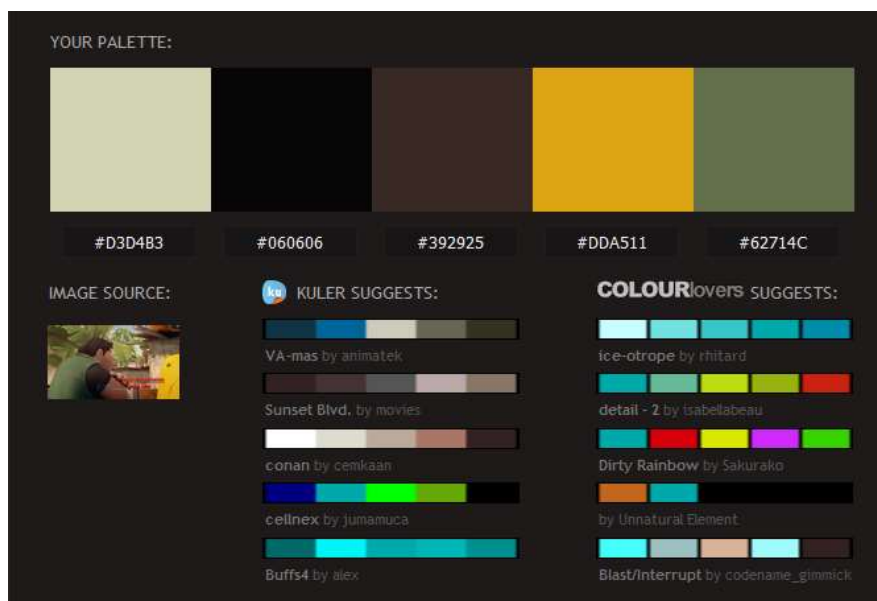 YOUR PALETTE:
#D3D4B3
#060606
#392925
#DDA511
#62714C
IMAGE SOURCE:
ku KULER SUGGESTS:
VA-mas by animatek
Sunset Blvd. by movies
conan by cemkaan
cellnex by jumamuca
Buffs4 by alex
COLOURlovers SUGGESTS:
ice-otrope by rhitard
detail - 2 by isabellabeau
Dirty Rainbow by Sakurako
by Unnatural Element
Blast/Interrupt by codename_gimmick